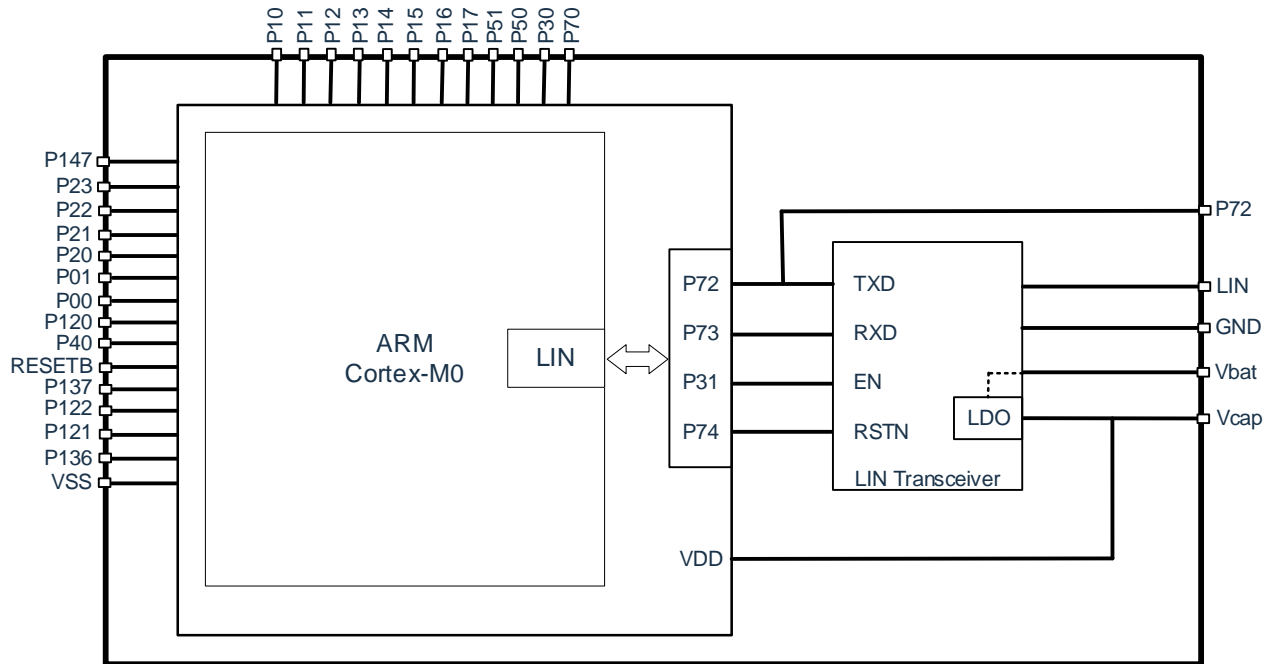 P10 P11 P12 P13 P14 P15 P16 P17 P51 P50 P30 P70
P147
P23
P22
P21
P20
P01
P00
P120
P40
RESETB
P137
P122
P121
P136
VSS
ARM
Cortex-M0
LIN
P72
P73
P31
P74
VDD
TXD
RXD
EN
RSTN
LDO
LIN Transceiver
P72
LIN
GND
Vbat
Vcap